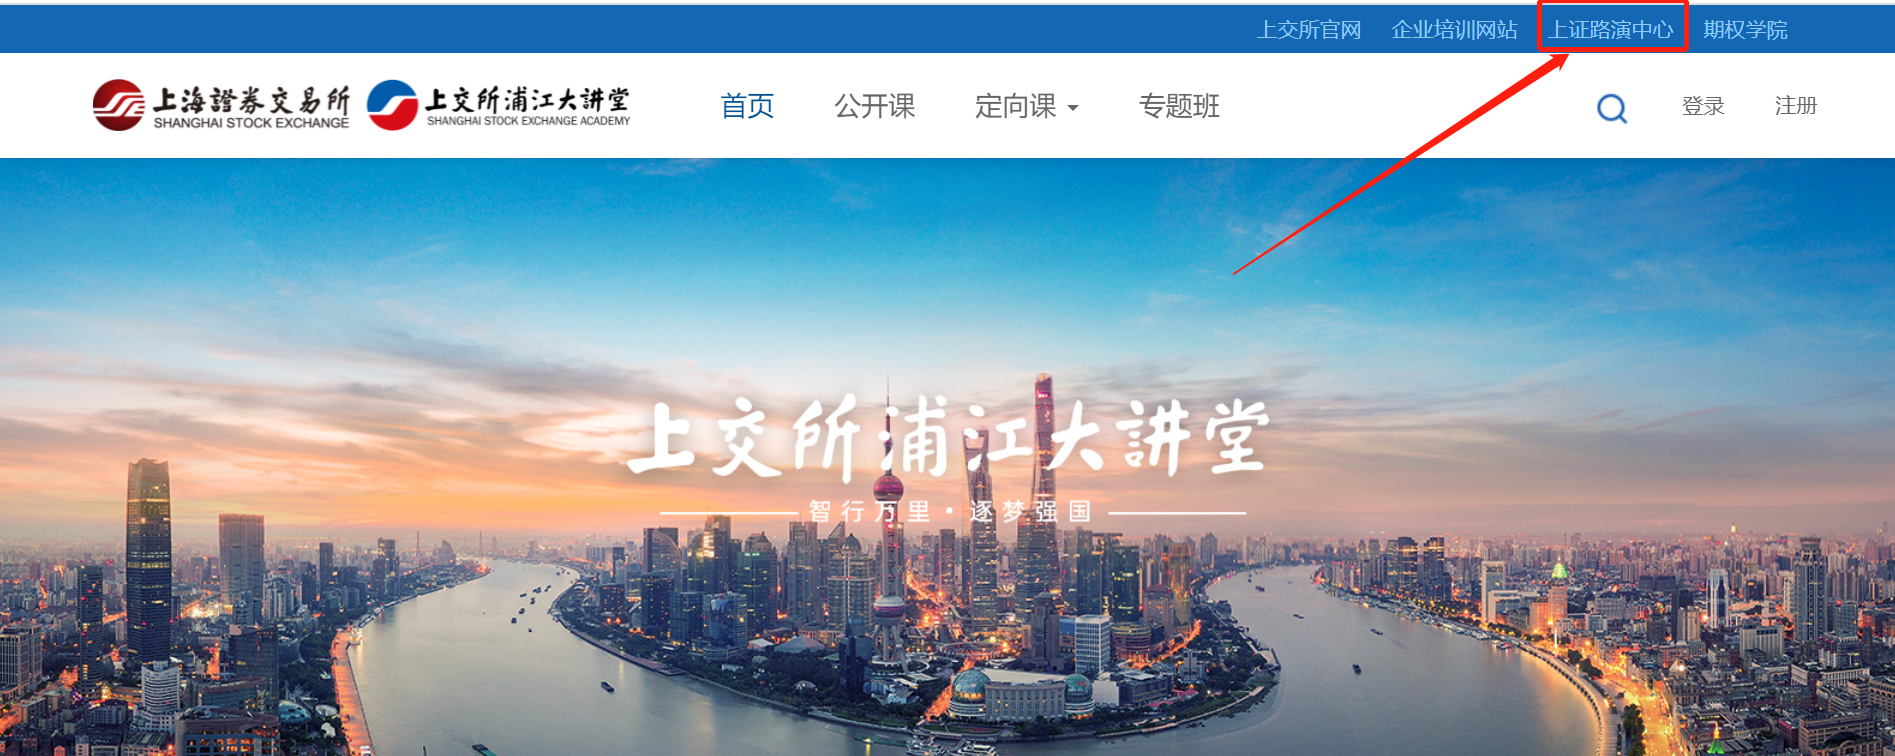 上交所官网 企业培训网站 上证路演中心 期权学院
上海證券交易所 上交所浦江大讲堂 首页 公开课 定向课 专题班 登录 注册
SHANGHAI STOCK EXCHANGE SHANGHAI STOCK EXCHANGE ACADEMY
上交所浦江大讲堂
智行万里·逐梦强国